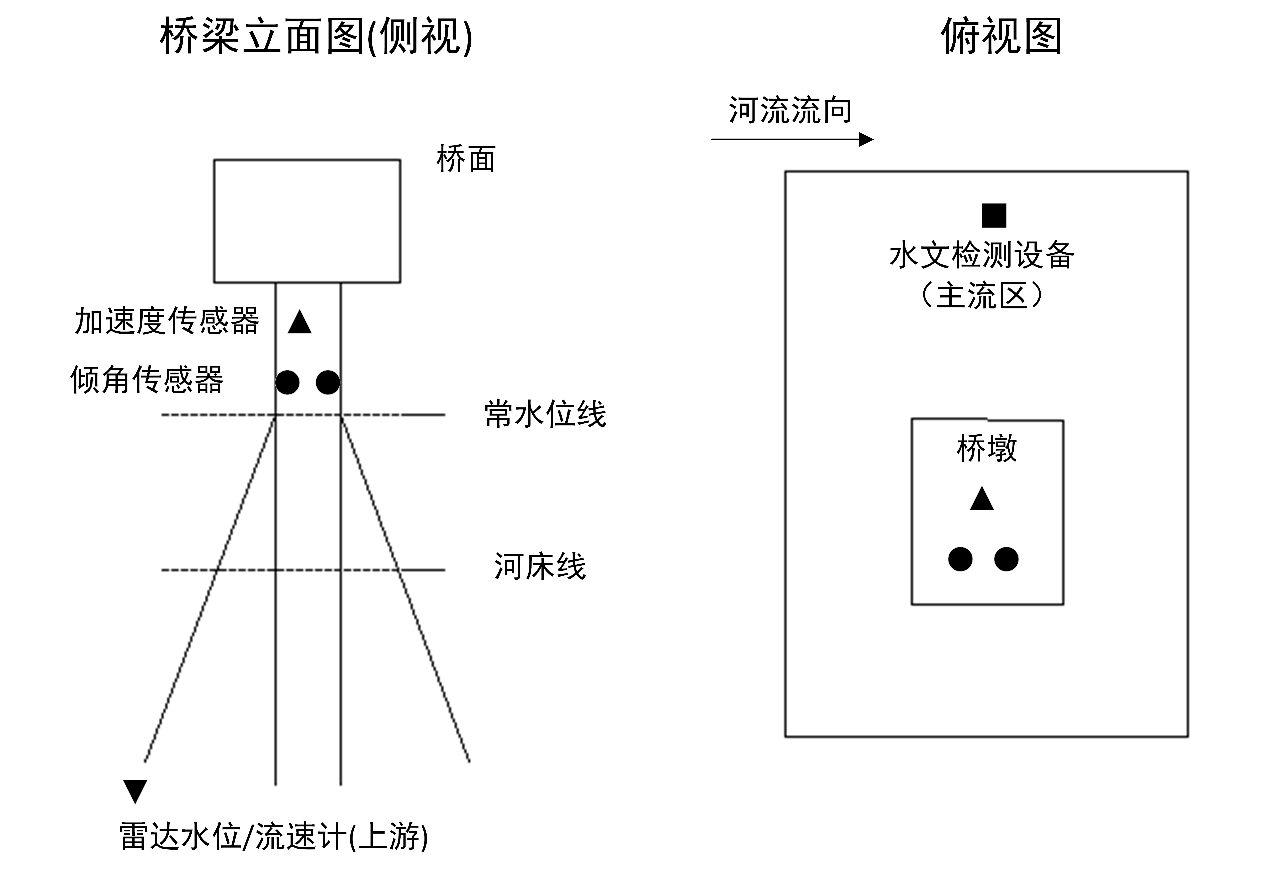 桥梁立面图(侧视)
桥面
加速度传感器
倾角传感器
常水位线
河床线
雷达水位/流速计(上游)
俯视图
河流流向
水文检测设备
（主流区）
桥墩